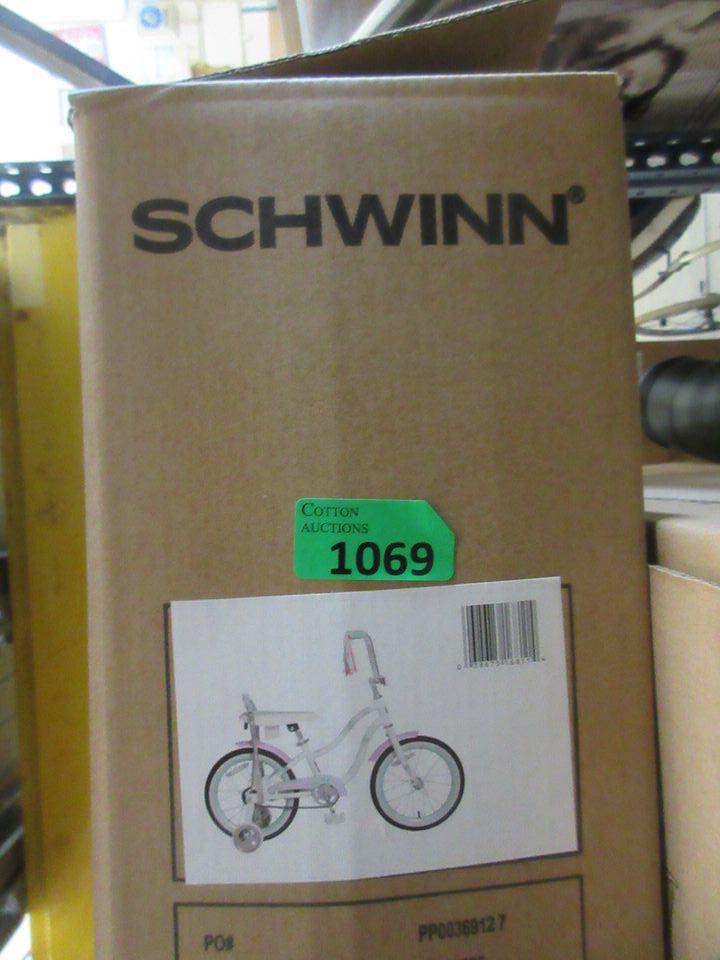 SCHWINN®
COTTON
AUCTIONS
1069
PO#
PP0036912 7